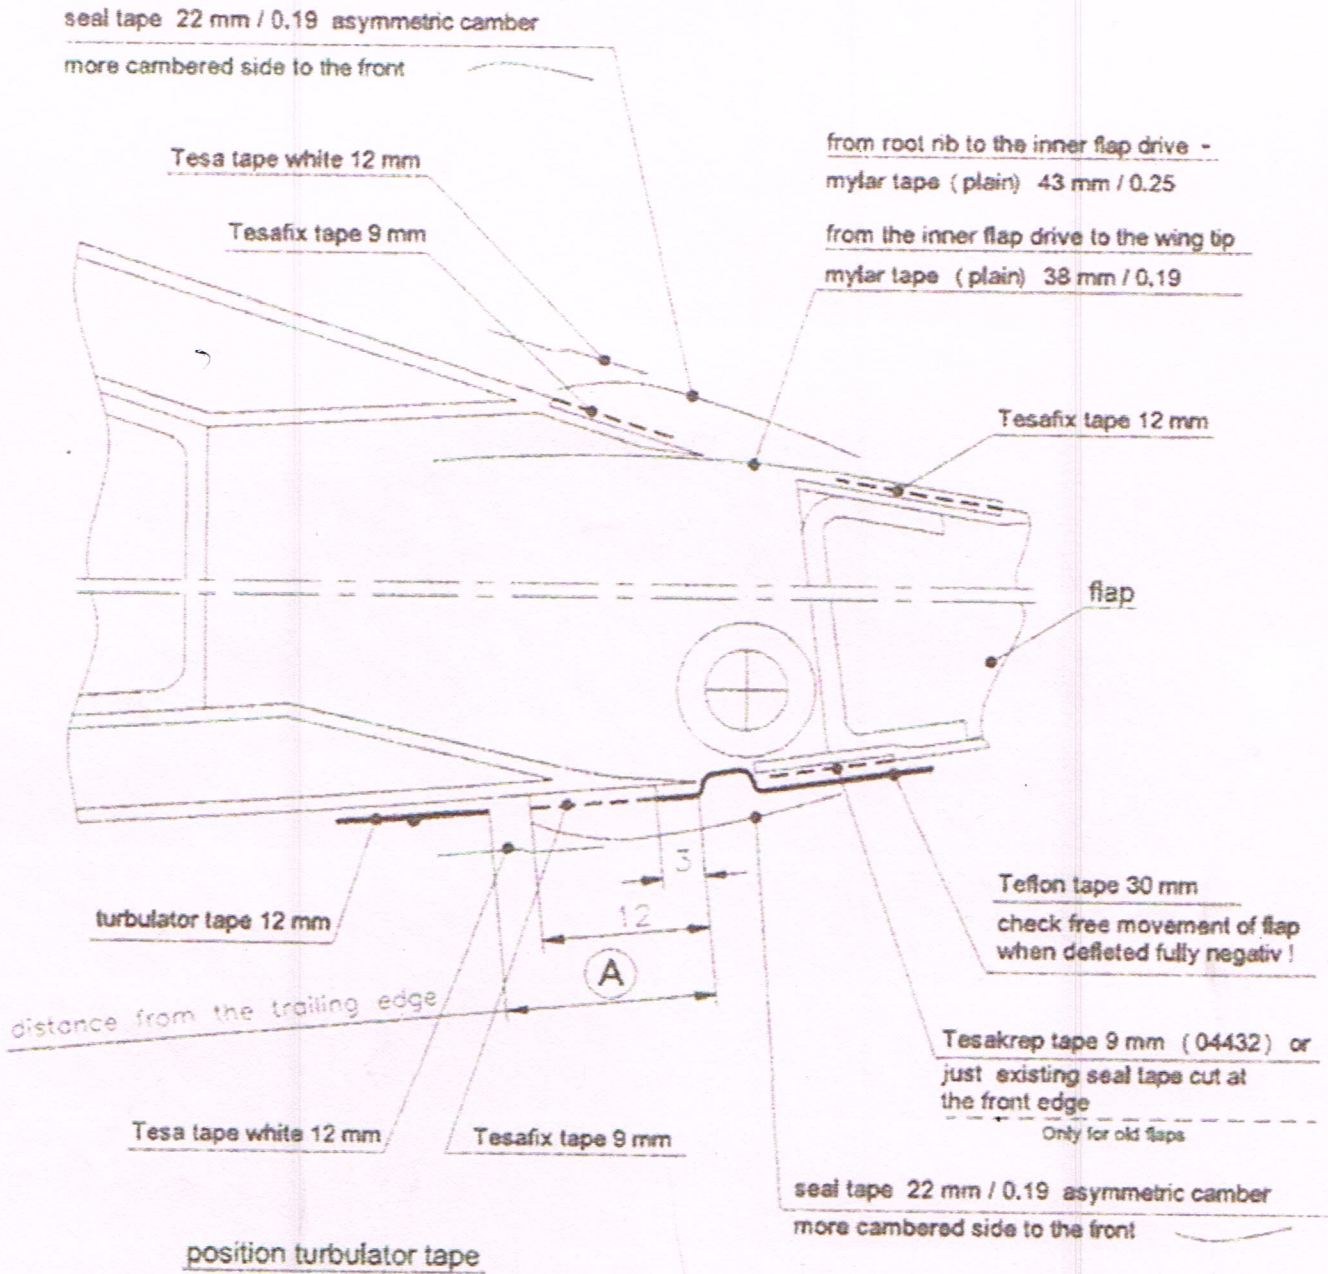 seal tape 22 mm / 0.19 asymmetric camber
more cambered side to the front
Tesa tape white 12 mm
Tesafix tape 9 mm
from root rib to the inner flap drive -
mylar tape ( plain) 43 mm / 0.25
from the inner flap drive to the wing tip
mylar tape ( plain) 38 mm / 0.19
Tesafix tape 12 mm
flap
3
12
A
turbulator tape 12 mm
distance from the trailing edge
Teflon tape 30 mm
check free movement of flap
when defleted fully negativ !
Tesakrep tape 9 mm ( 04432) or
just existing seal tape cut at
the front edge
Only for old flaps
Tesa tape white 12 mm
Tesafix tape 9 mm
seal tape 22 mm / 0.19 asymmetric camber
more cambered side to the front
position turbulator tape